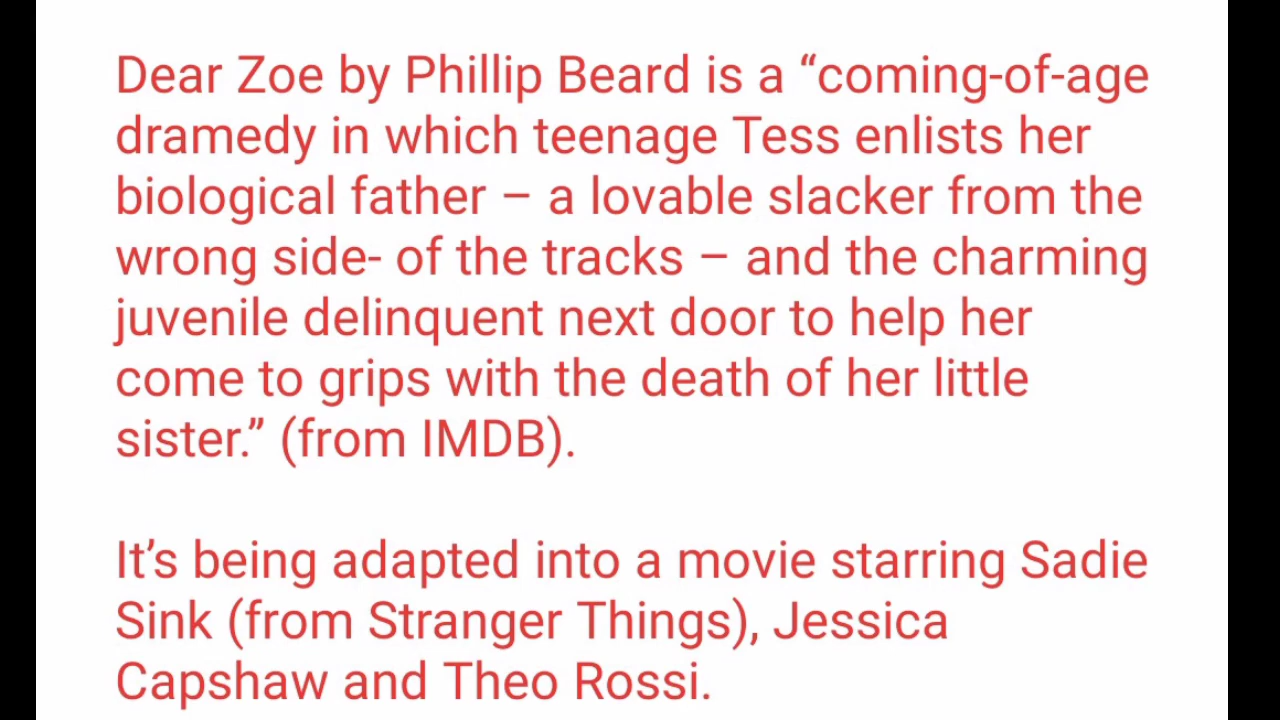 Dear Zoe by Phillip Beard is a “coming-of-age
dramedy in which teenage Tess enlists her
biological father – a lovable slacker from the
wrong side- of the tracks – and the charming
juvenile delinquent next door to help her
come to grips with the death of her little
sister.” (from IMDB).
It’s being adapted into a movie starring Sadie
Sink (from Stranger Things), Jessica
Capshaw and Theo Rossi.